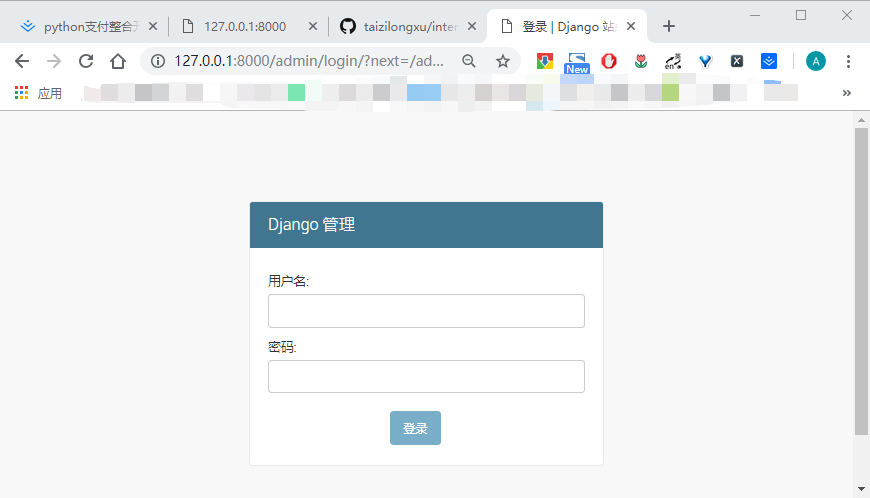 python支付整合开
127.0.0.1:8000
taizilongxu/inter
登录 | Django 站
127.0.0.1:8000/admin/login/?next=/ad...
New
en
A
应用
Django 管理
用户名:
密码:
登录